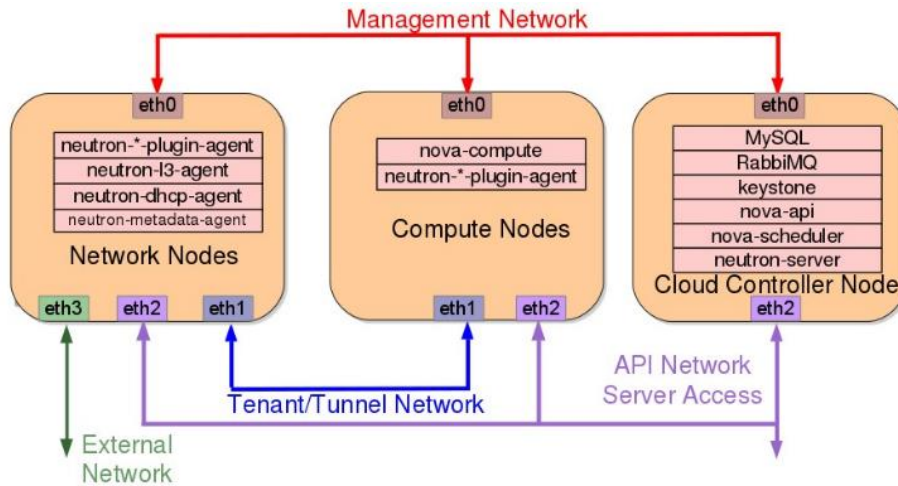 Management Network
eth0
eth0
eth0
neutron-*-plugin-agent
neutron-l3-agent
neutron-dhcp-agent
neutron-metadata-agent
Network Nodes
nova-compute
neutron-*-plugin-agent
Compute Nodes
MySQL
RabbiMQ
keystone
nova-api
nova-scheduler
neutron-server
Cloud Controller Node
eth3
eth2
eth1
eth1
eth2
eth2
Tenant/Tunnel Network
API Network
Server Access
External
Network